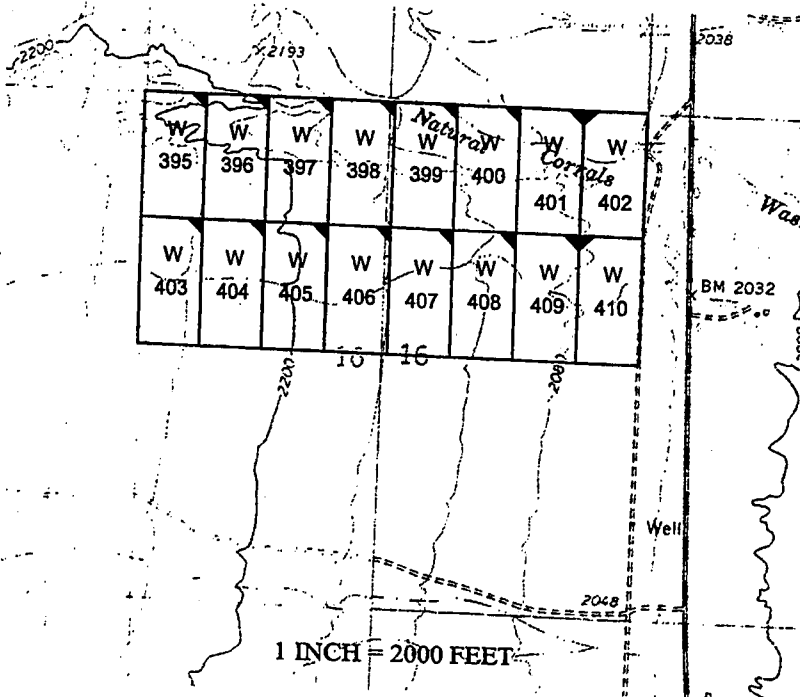 2038
2200
2193
Natural
W W W W W W W W
Corrals
395 396 397 398 399 400 401 402
Was
W W W W W W W W
BM 2032
403 404 405 406 407 408 409 410
16 16
2200
2080
Well
2048
1 INCH = 2000 FEET